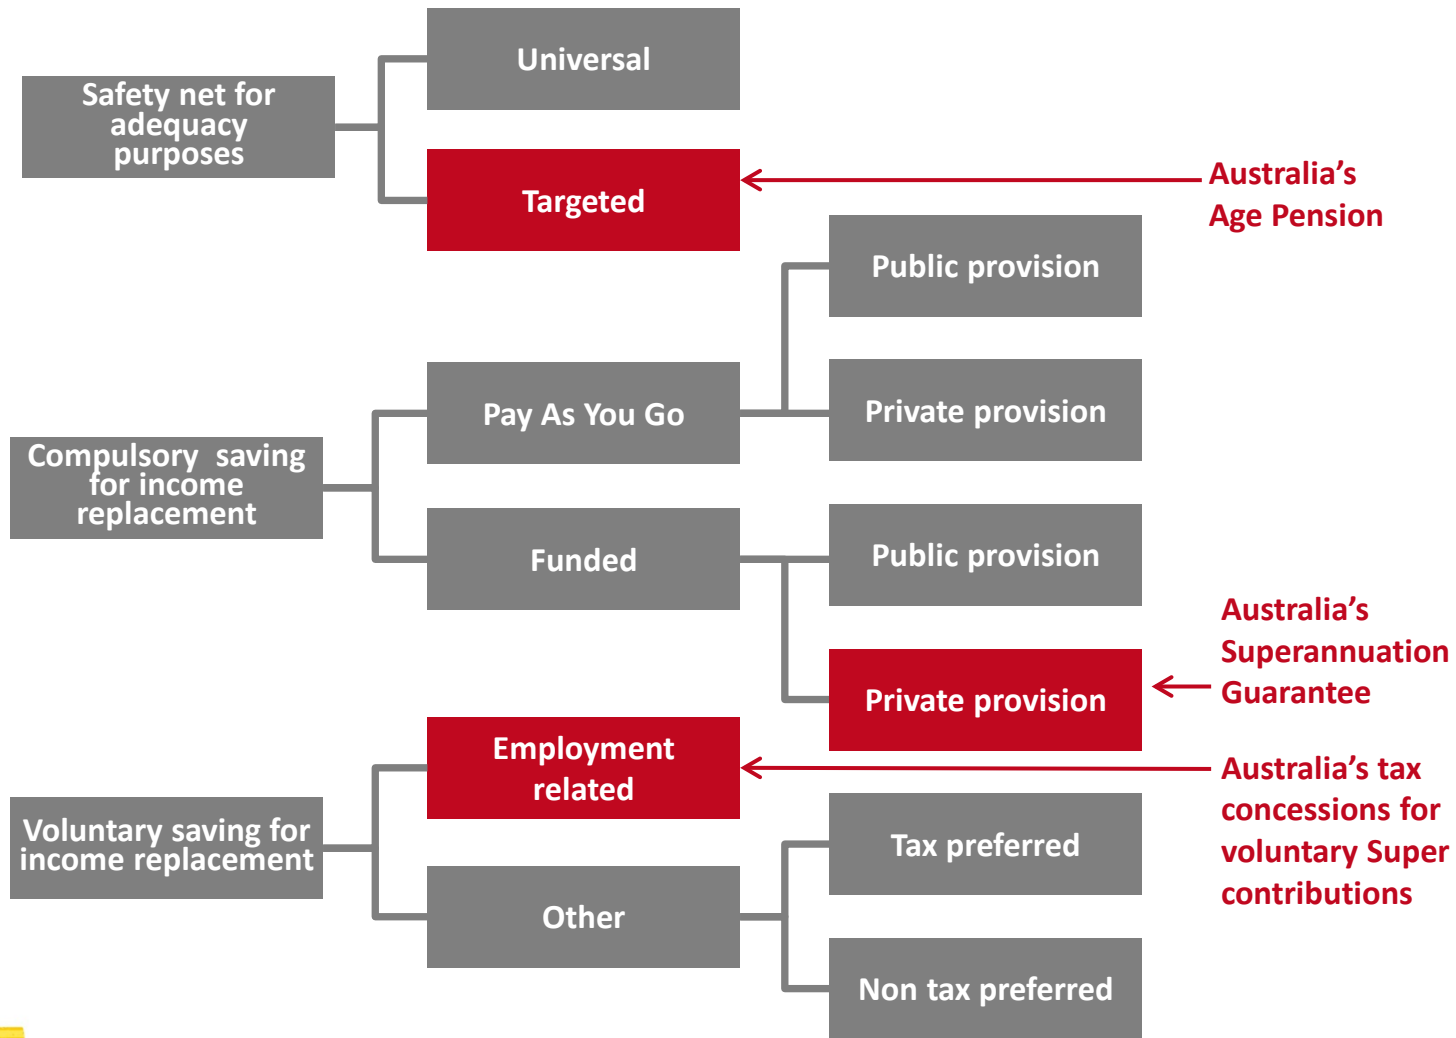 Universal
Safety net for
adequacy
purposes
Targeted
Australia’s
Age Pension
Public provision
Pay As You Go
Private provision
Compulsory  saving
for income
replacement
Funded
Public provision
Private provision
Australia’s
Superannuation
Guarantee
Employment
related
Australia’s tax
concessions for
voluntary Super
contributions
Voluntary saving for
income replacement
Tax preferred
Other
Non tax preferred